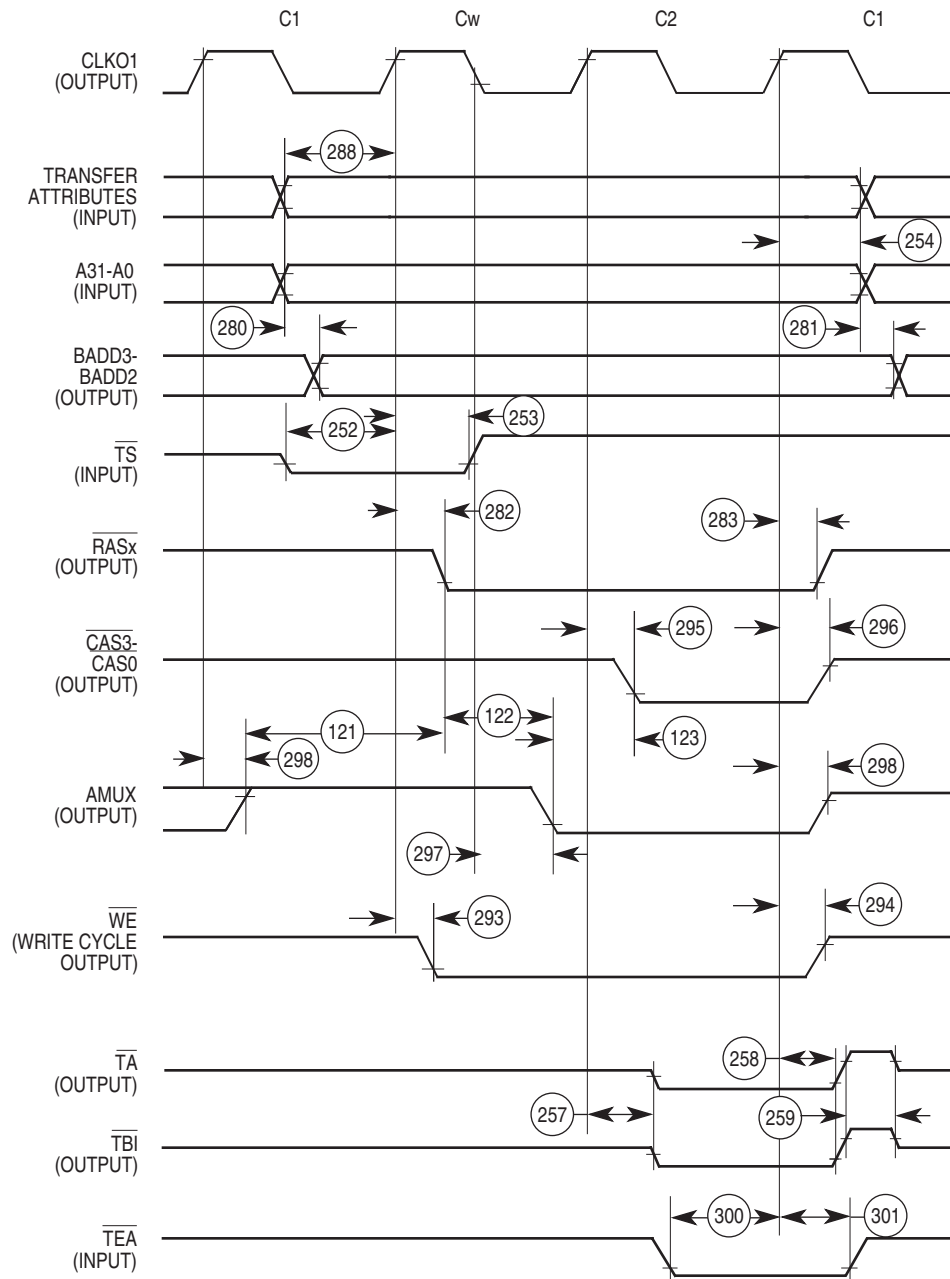 C1 Cw C2 C1
CLKO1
(OUTPUT)
288
TRANSFER
ATTRIBUTES
(INPUT)
254
A31-A0
(INPUT)
280 281
BADD3-
BADD2
(OUTPUT)
252 253
TS
(INPUT)
282 283
RASx
(OUTPUT)
295 296
CAS3-
CAS0
(OUTPUT)
121 122 123
298 298
AMUX
(OUTPUT)
297
293 294
WE
(WRITE CYCLE
OUTPUT)
258
TA
(OUTPUT)
257 259
TBI
(OUTPUT)
300 301
TEA
(INPUT)